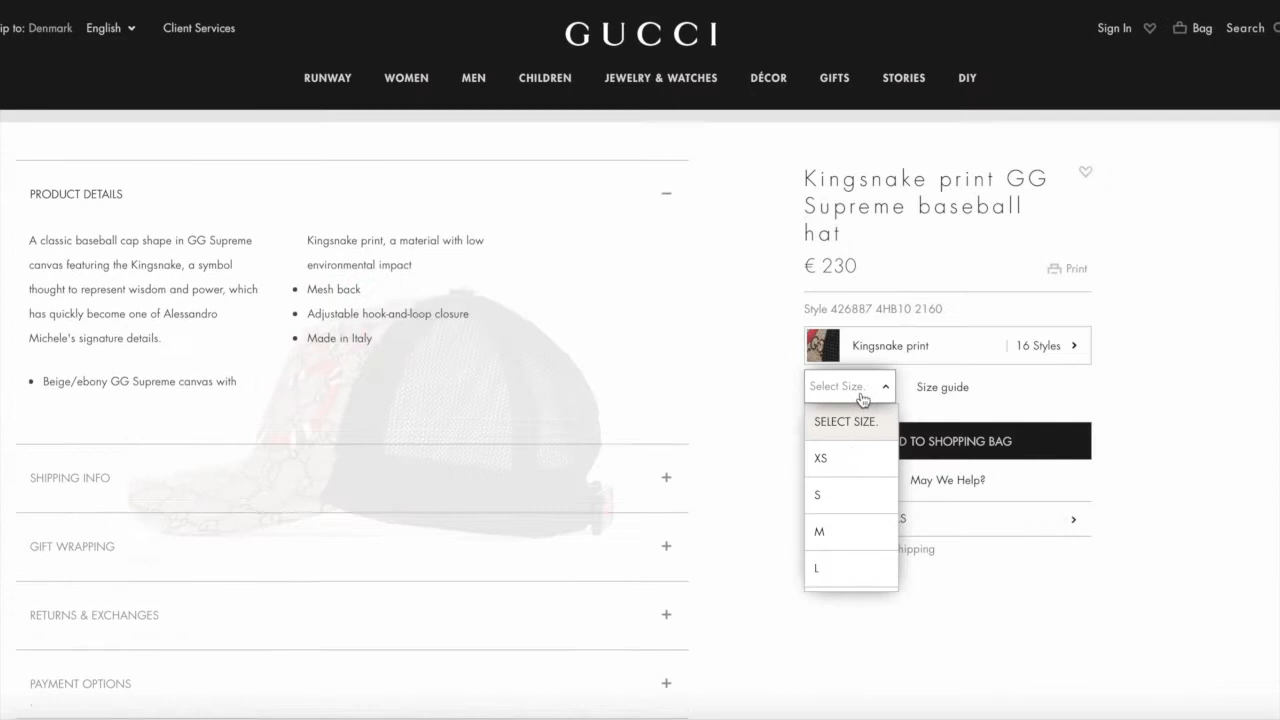 ip to: Denmark English Client Services
GUCCI
Sign In Bag Search
RUNWAY WOMEN MEN CHILDREN JEWELRY & WATCHES DÉCOR GIFTS STORIES DIY
PRODUCT DETAILS
A classic baseball cap shape in GG Supreme
canvas featuring the Kingsnake, a symbol
thought to represent wisdom and power, which
has quickly become one of Alessandro
Michele's signature details.
• Beige/ebony GG Supreme canvas with
Kingsnake print, a material with low
environmental impact
• Mesh back
• Adjustable hook-and-loop closure
• Made in Italy
SHIPPING INFO
GIFT WRAPPING
RETURNS & EXCHANGES
PAYMENT OPTIONS
Kingsnake print GG
Supreme baseball
hat
€ 230
Print
Style 426887 4HB10 2160
Kingsnake print 16 Styles
Select Size. Size guide
SELECT SIZE.
XS
S
M
L
D TO SHOPPING BAG
May We Help?
LS
hipping